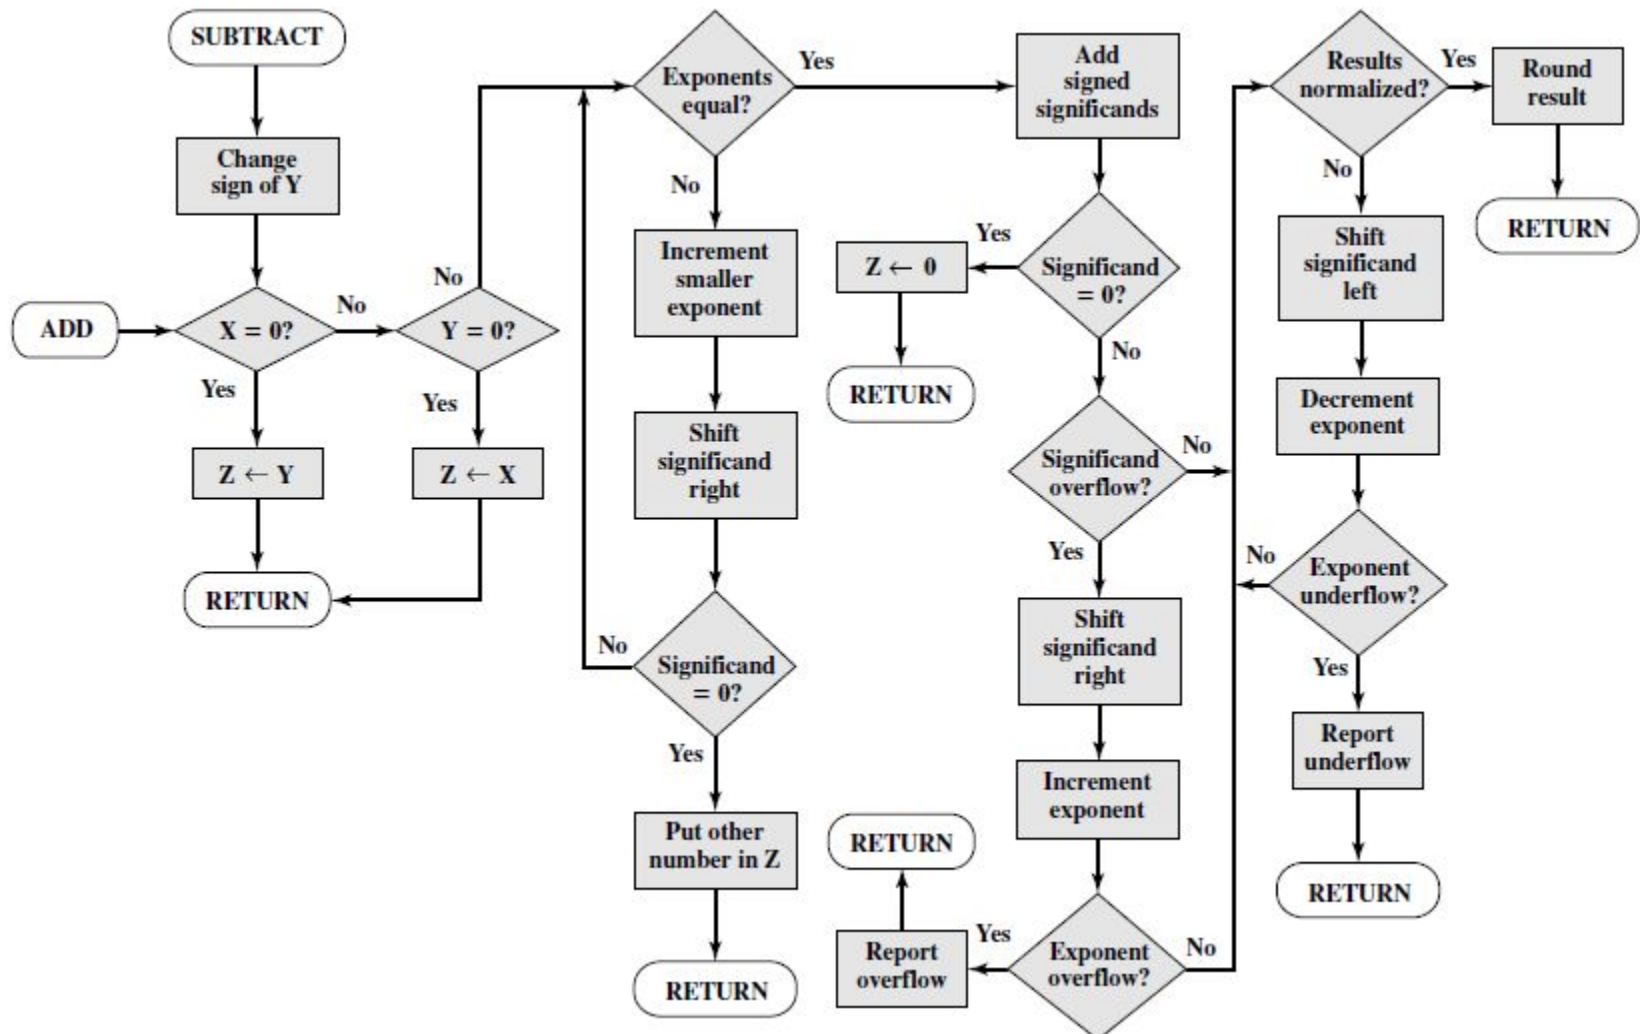 SUBTRACT
Change
sign of Y
ADD
X = 0?
No
Yes
Z ← Y
RETURN
No
Y = 0?
Yes
Z ← X
Exponents
equal?
Yes
No
Increment
smaller
exponent
Shift
significand
right
No
Significand
= 0?
Yes
Put other
number in Z
RETURN
Add
signed
significands
Yes
Significand
= 0?
Z ← 0
RETURN
No
Significand
overflow?
No
Yes
Shift
significand
right
Increment
exponent
Exponent
overflow?
Yes
Report
overflow
RETURN
No
Results
normalized?
Yes
Round
result
RETURN
No
Shift
significand
left
Decrement
exponent
No
Exponent
underflow?
Yes
Report
underflow
RETURN